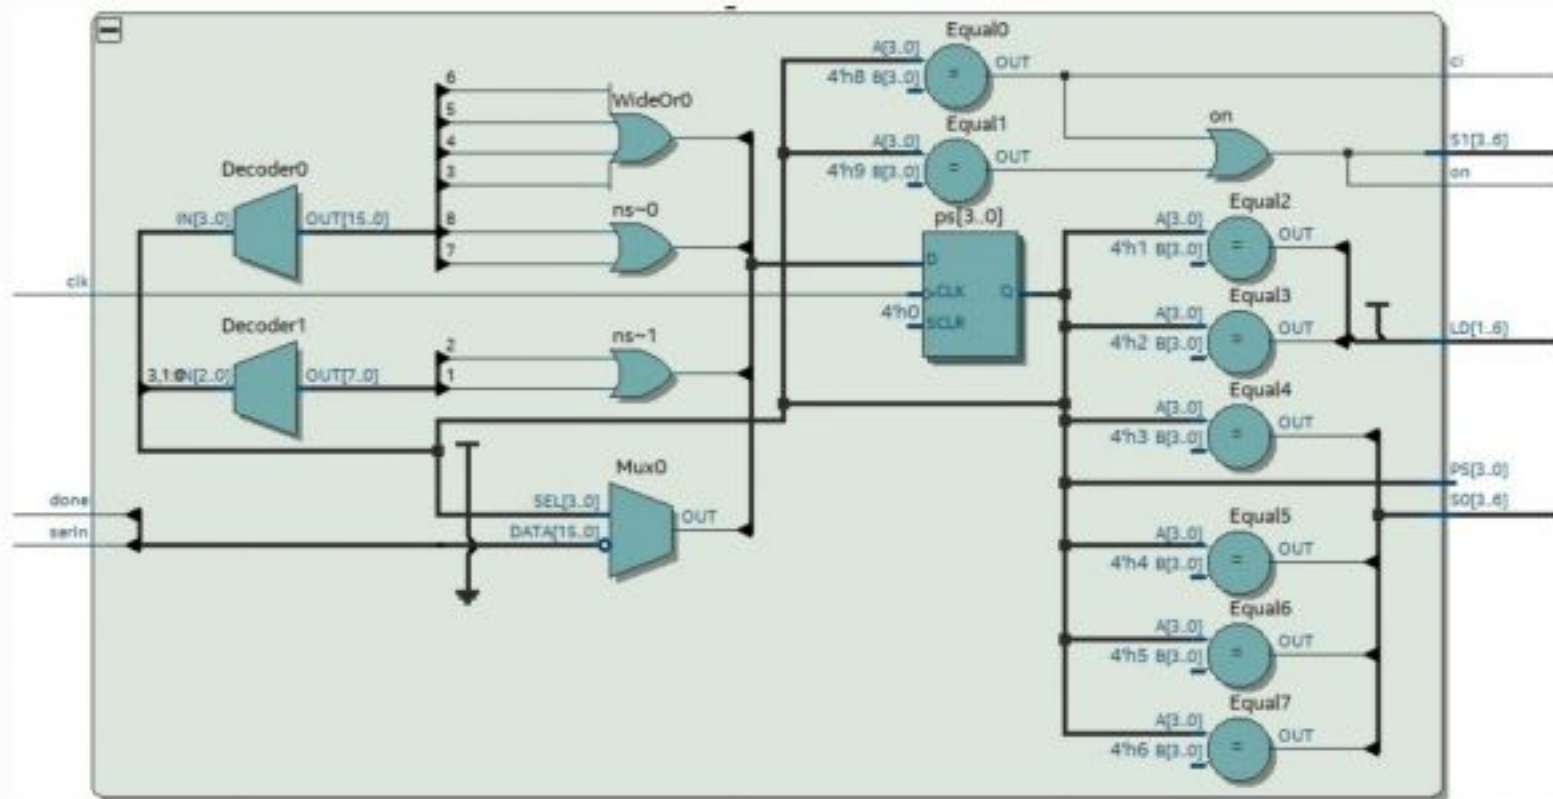 Equal0
A[3..0]
4'h8 B[3..0]
OUT
ci
6
5
4
3
WideOr0
Equal1
A[3..0]
4'h9 B[3..0]
OUT
on
S1[3..6]
on
Decoder0
IN[3..0]
OUT[15..0]
8
7
ns~0
ps[3..0]
D
CLK
Q
4'h0
SCLR
clk
Equal2
A[3..0]
4'h1 B[3..0]
OUT
Equal3
A[3..0]
4'h2 B[3..0]
OUT
LD[1..6]
Decoder1
3,1:0
IN[2..0]
OUT[7..0]
2
1
ns~1
Equal4
A[3..0]
4'h3 B[3..0]
OUT
PS[3..0]
S0[3..6]
Mux0
SEL[3..0]
DATA[15..0]
OUT
done
serIn
Equal5
A[3..0]
4'h4 B[3..0]
OUT
Equal6
A[3..0]
4'h5 B[3..0]
OUT
Equal7
A[3..0]
4'h6 B[3..0]
OUT